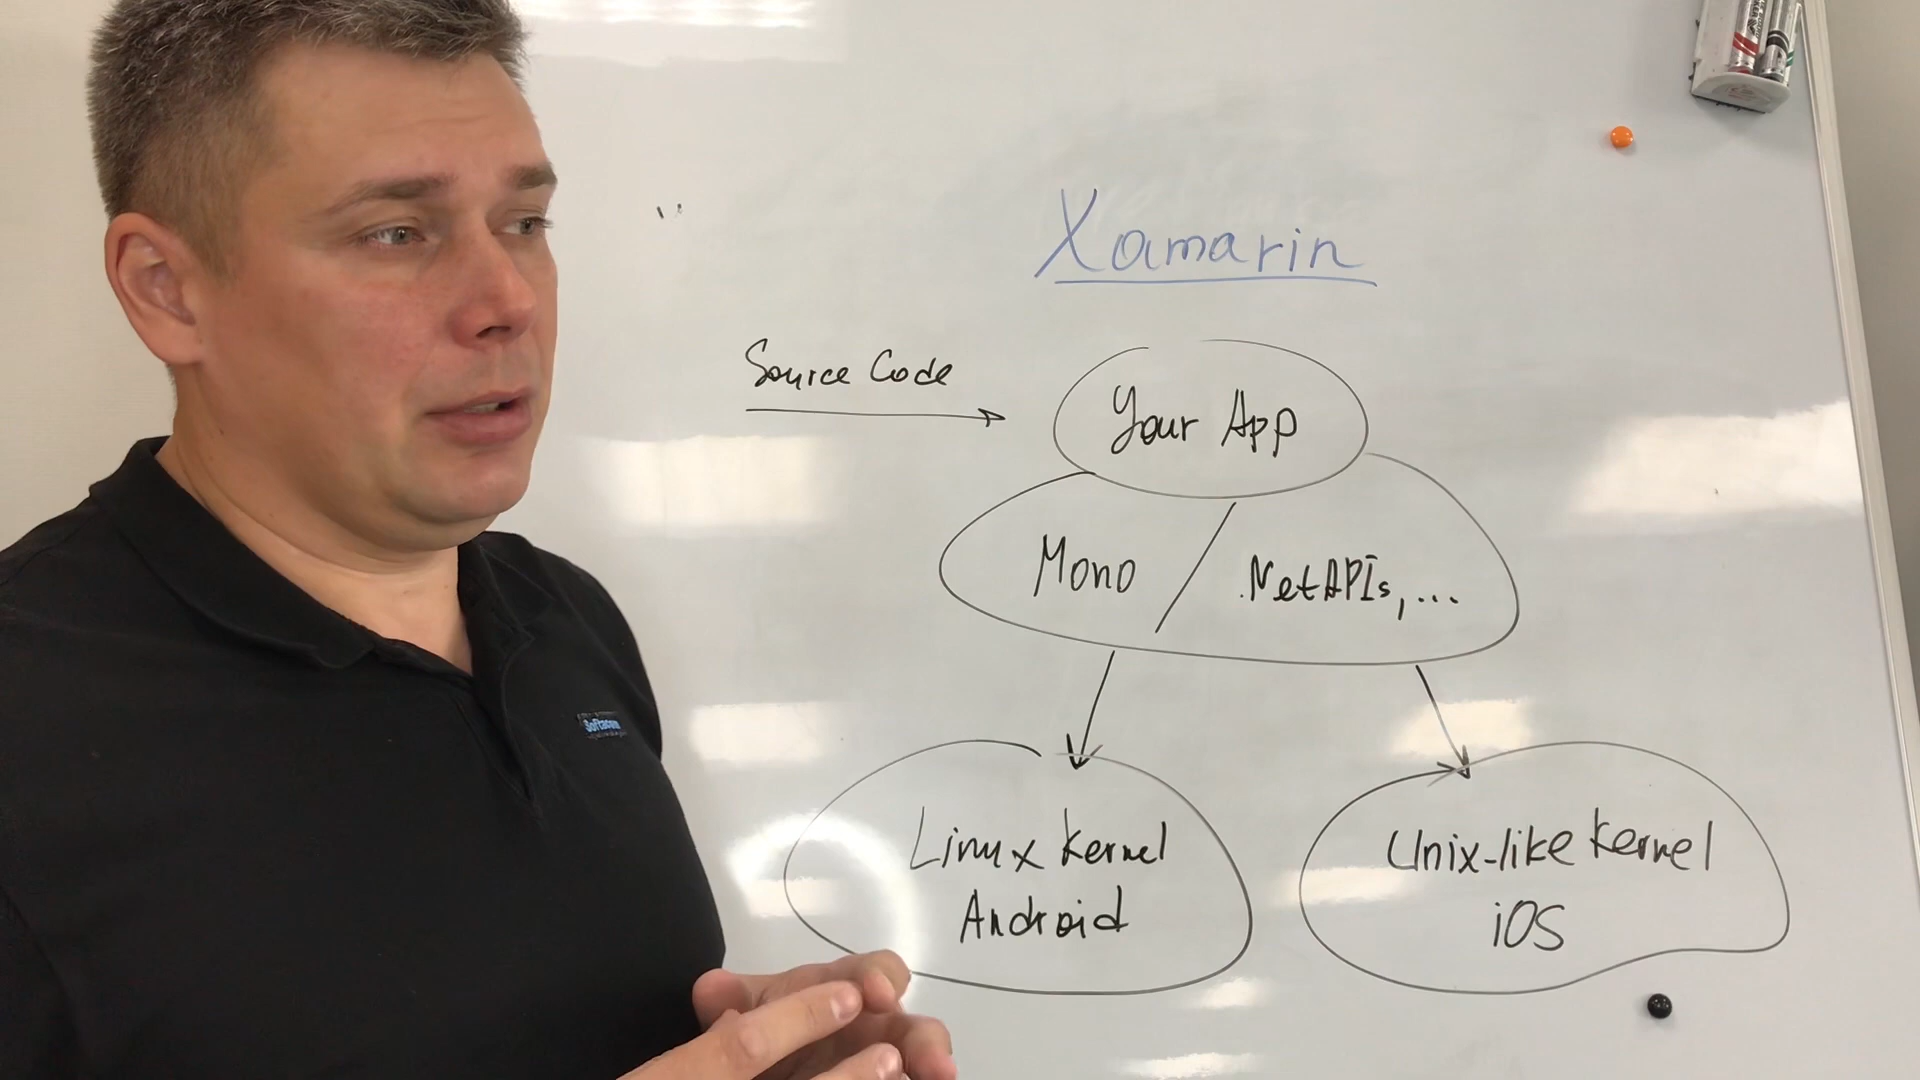 Xamarin
Source Code
Your App
Mono
.NetAPIs,...
Linux kernel
Android
Unix-like kernel
iOS